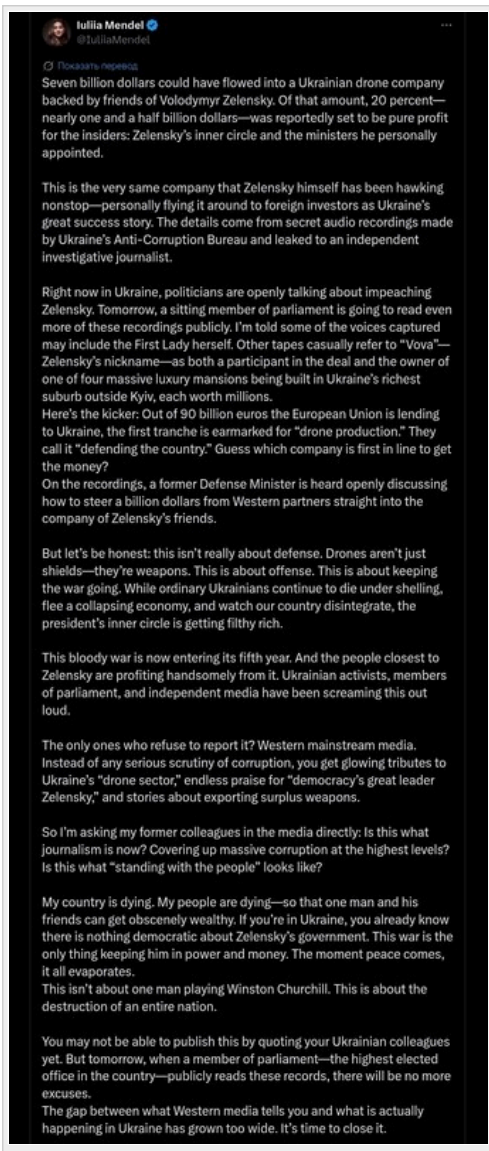 Iuliia Mendel
@IuliiaMendel
Показать перевод
Seven billion dollars could have flowed into a Ukrainian drone company
backed by friends of Volodymyr Zelensky. Of that amount, 20 percent—
nearly one and a half billion dollars—was reportedly set to be pure profit
for the insiders: Zelensky's inner circle and the ministers he personally
appointed.
This is the very same company that Zelensky himself has been hawking
nonstop—personally flying it around to foreign investors as Ukraine's
great success story. The details come from secret audio recordings made
by Ukraine's Anti-Corruption Bureau and leaked to an independent
investigative journalist.
Right now in Ukraine, politicians are openly talking about impeaching
Zelensky. Tomorrow, a sitting member of parliament is going to read even
more of these recordings publicly. I'm told some of the voices captured
may include the First Lady herself. Other tapes casually refer to "Vova"—
Zelensky's nickname—as both a participant in the deal and the owner of
one of four massive luxury mansions being built in Ukraine's richest
suburb outside Kyiv, each worth millions.
Here's the kicker: Out of 90 billion euros the European Union is lending
to Ukraine, the first tranche is earmarked for "drone production." They
call it "defending the country." Guess which company is first in line to get
the money?
On the recordings, a former Defense Minister is heard openly discussing
how to steer a billion dollars from Western partners straight into the
company of Zelensky's friends.
But let's be honest: this isn't really about defense. Drones aren't just
shields—they're weapons. This is about offense. This is about keeping
the war going. While ordinary Ukrainians continue to die under shelling,
flee a collapsing economy, and watch our country disintegrate, the
president's inner circle is getting filthy rich.
This bloody war is now entering its fifth year. And the people closest to
Zelensky are profiting handsomely from it. Ukrainian activists, members
of parliament, and independent media have been screaming this out
loud.
The only ones who refuse to report it? Western mainstream media.
Instead of any serious scrutiny of corruption, you get glowing tributes to
Ukraine's "drone sector," endless praise for "democracy's great leader
Zelensky," and stories about exporting surplus weapons.
So I'm asking my former colleagues in the media directly: Is this what
journalism is now? Covering up massive corruption at the highest levels?
Is this what "standing with the people" looks like?
My country is dying. My people are dying—so that one man and his
friends can get obscenely wealthy. If you're in Ukraine, you already know
there is nothing democratic about Zelensky's government. This war is the
only thing keeping him in power and money. The moment peace comes,
it all evaporates.
This isn't about one man playing Winston Churchill. This is about the
destruction of an entire nation.
You may not be able to publish this by quoting your Ukrainian colleagues
yet. But tomorrow, when a member of parliament—the highest elected
office in the country—publicly reads these records, there will be no more
excuses.
The gap between what Western media tells you and what is actually
happening in Ukraine has grown too wide. It's time to close it.